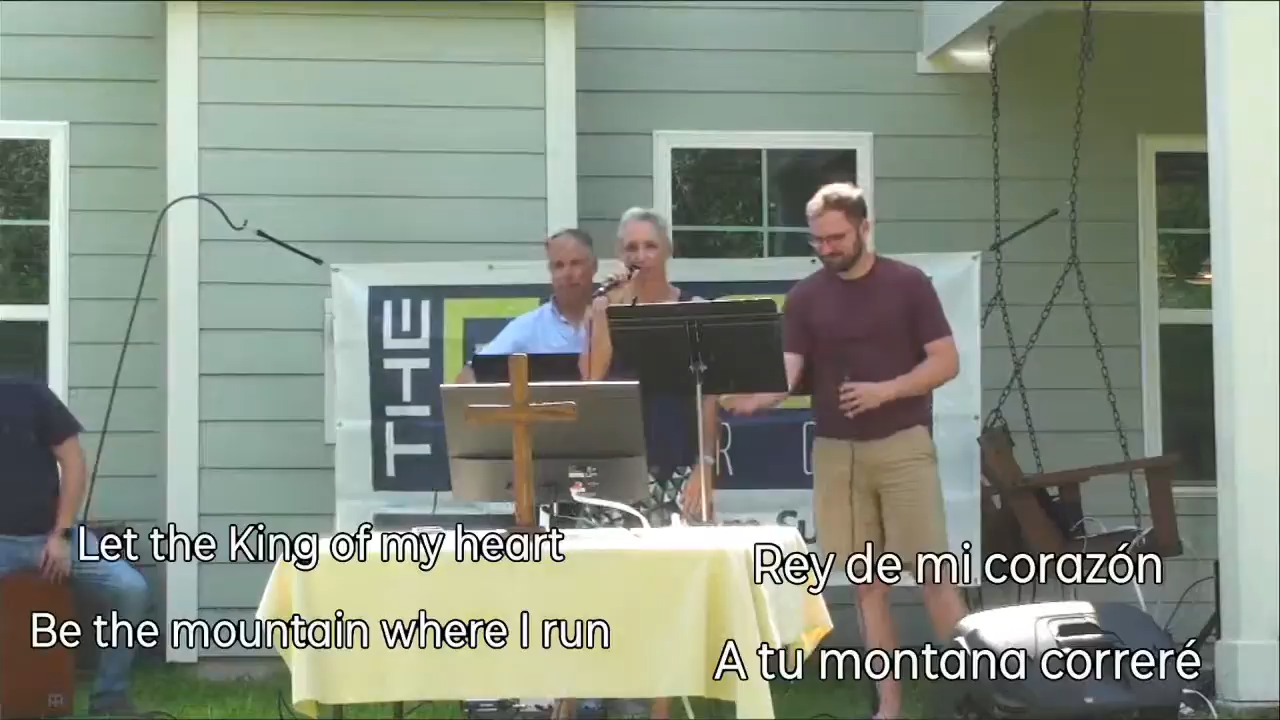 THE
Let the King of my heart
Be the mountain where I run
Rey de mi corazón
A tu montana correré